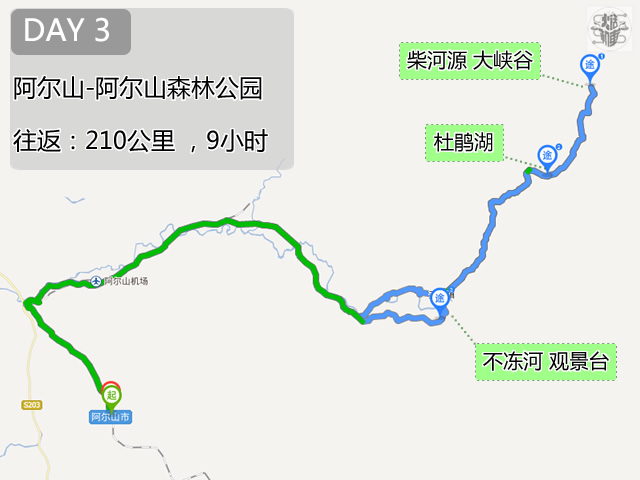 DAY 3
阿尔山-阿尔山森林公园
往返：210公里 ，9小时
柴河源 大峡谷
途
1
杜鹃湖
途
2
阿尔山机场
途
不冻河 观景台
S203
起
阿尔山市